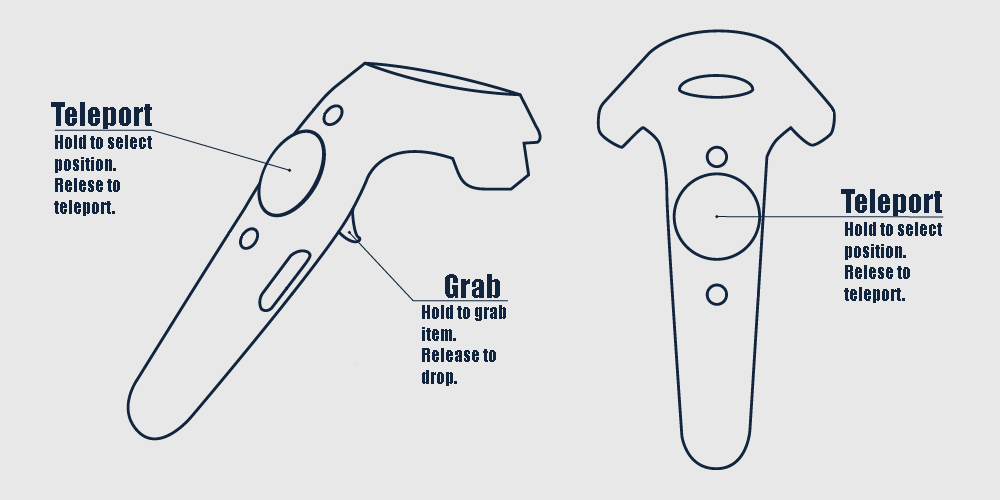 Teleport
Hold to select
position.
Relese to
teleport.
Grab
Hold to grab
item.
Release to
drop.
Teleport
Hold to select
position.
Relese to
teleport.